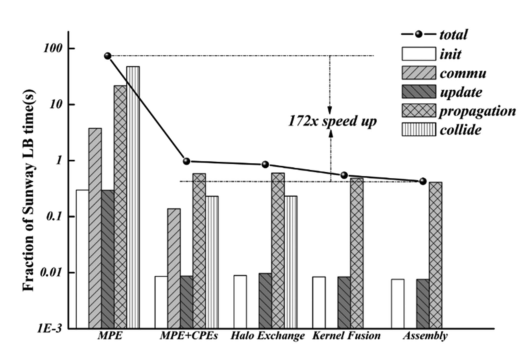 Fraction of Sunway LB time(s)
100
10
1
0.1
0.01
1E-3
172x speed up
total
init
commu
update
propagation
collide
MPE
MPE+CPEs
Halo Exchange
Kernel Fusion
Assembly